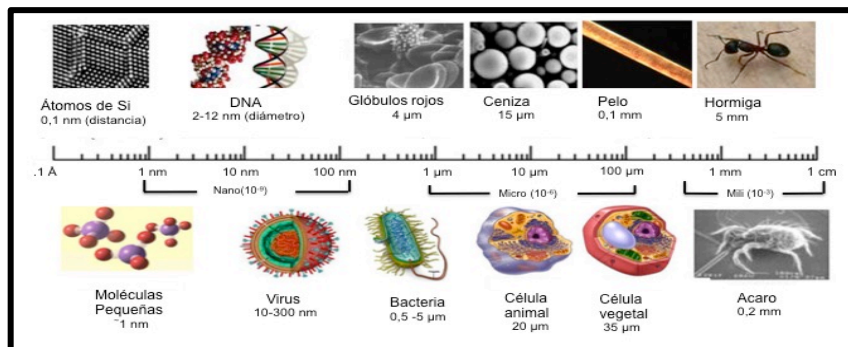 Átomos de Si
0,1 nm (distancia)
DNA
2-12 nm (diámetro)
Glóbulos rojos
4 µm
Ceniza
15 µm
Pelo
0,1 mm
Hormiga
5 mm
.1 Å 1 nm 10 nm 100 nm 1 µm 10 µm 100 µm 1 mm 1 cm
Nano(10⁻⁹) Micro (10⁻⁶) Mili (10⁻³)
Moléculas
Pequeñas
~1 nm
Virus
10-300 nm
Bacteria
0,5 -5 µm
Célula
animal
20 µm
Célula
vegetal
35 µm
Acaro
0,2 mm